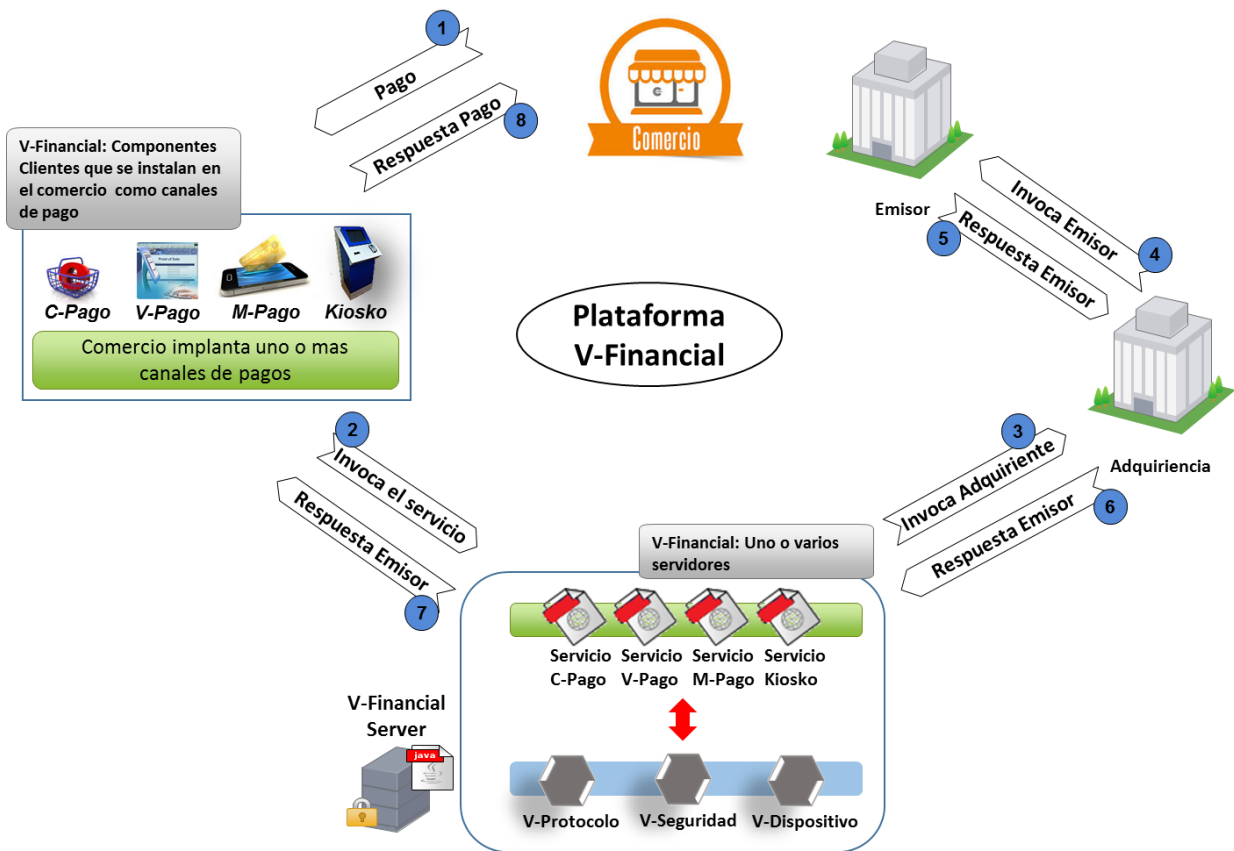 1
Pago
Respuesta Pago
8
Comercio
V-Financial: Componentes
Clientes que se instalan en
el comercio como canales
de pago
C-Pago
V-Pago
M-Pago
Kiosko
Comercio implanta uno o mas
canales de pagos
Emisor
5
Invoca Emisor
Respuesta Emisor
4
Plataforma
V-Financial
2
Invoca el servicio
Respuesta Emisor
7
3
Invoca Adquiriente
Adquiriencia
Respuesta Emisor
6
V-Financial: Uno o varios
servidores
Servicio
C-Pago
Servicio
V-Pago
Servicio
M-Pago
Servicio
Kiosko
V-Financial
Server
java
V-Protocolo
V-Seguridad
V-Dispositivo